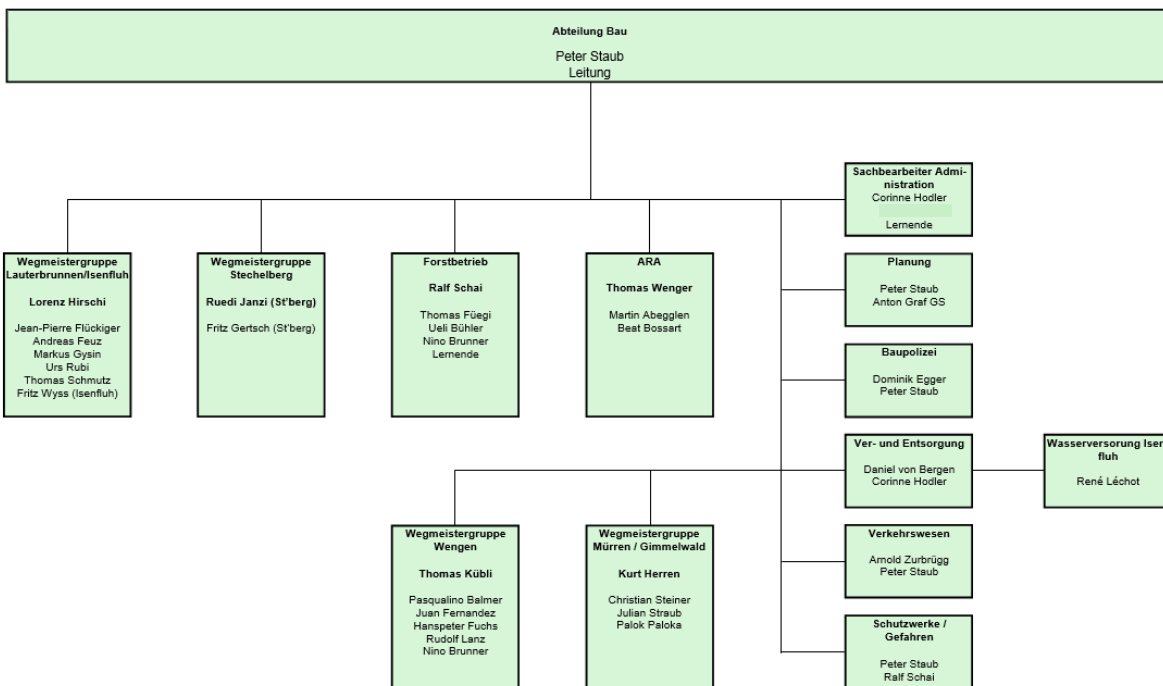 Abteilung Bau
Peter Staub
Leitung
Sachbearbeiter Admi-
nistration
Corinne Hodler
Lernende
Wegmeistergruppe
Lauterbrunnen/Isenfluh
Lorenz Hirschi
Jean-Pierre Flückiger
Andreas Feuz
Markus Gysin
Urs Rubi
Thomas Schmutz
Fritz Wyss (Isenfluh)
Wegmeistergruppe
Stechelberg
Ruedi Janzi (St'berg)
Fritz Gertsch (St'berg)
Forstbetrieb
Ralf Schai
Thomas Füegi
Ueli Bühler
Nino Brunner
Lernende
ARA
Thomas Wenger
Martin Abegglen
Beat Bossart
Planung
Peter Staub
Anton Graf GS
Baupolizei
Dominik Egger
Peter Staub
Ver- und Entsorgung
Daniel von Bergen
Corinne Hodler
Wasserversorung Isen
fluh
René Léchot
Wegmeistergruppe
Wengen
Thomas Kübli
Pasqualino Balmer
Juan Fernandez
Hanspeter Fuchs
Rudolf Lanz
Nino Brunner
Wegmeistergruppe
Mürren / Gimmelwald
Kurt Herren
Christian Steiner
Julian Straub
Palok Paloka
Verkehrswesen
Arnold Zurbrügg
Peter Staub
Schutzwerke /
Gefahren
Peter Staub
Ralf Schai